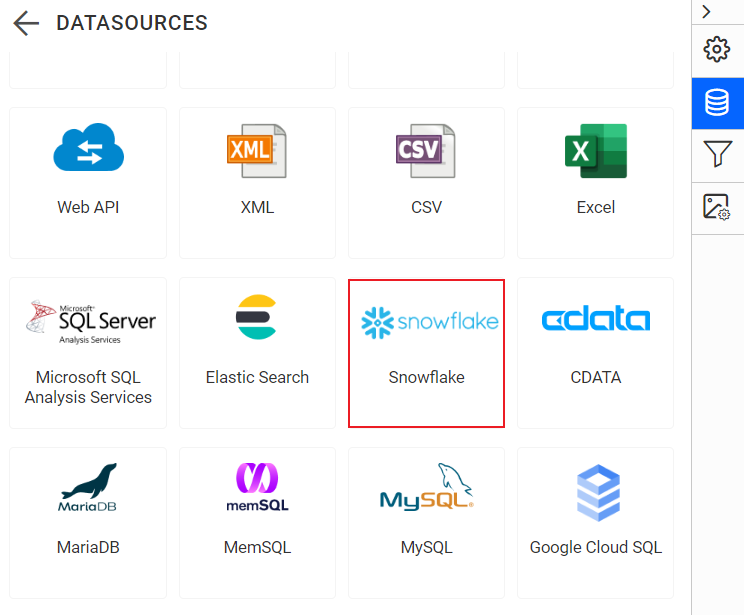 DATASOURCES
XML
CSV
X
Web API
XML
CSV
Excel
Microsoft®
SQL Server
Analysis Services
snowflake
cdata
Microsoft SQL
Analysis Services
Elastic Search
Snowflake
CDATA
MariaDB
memSQL
MySQL®
MariaDB
MemSQL
MySQL
Google Cloud SQL